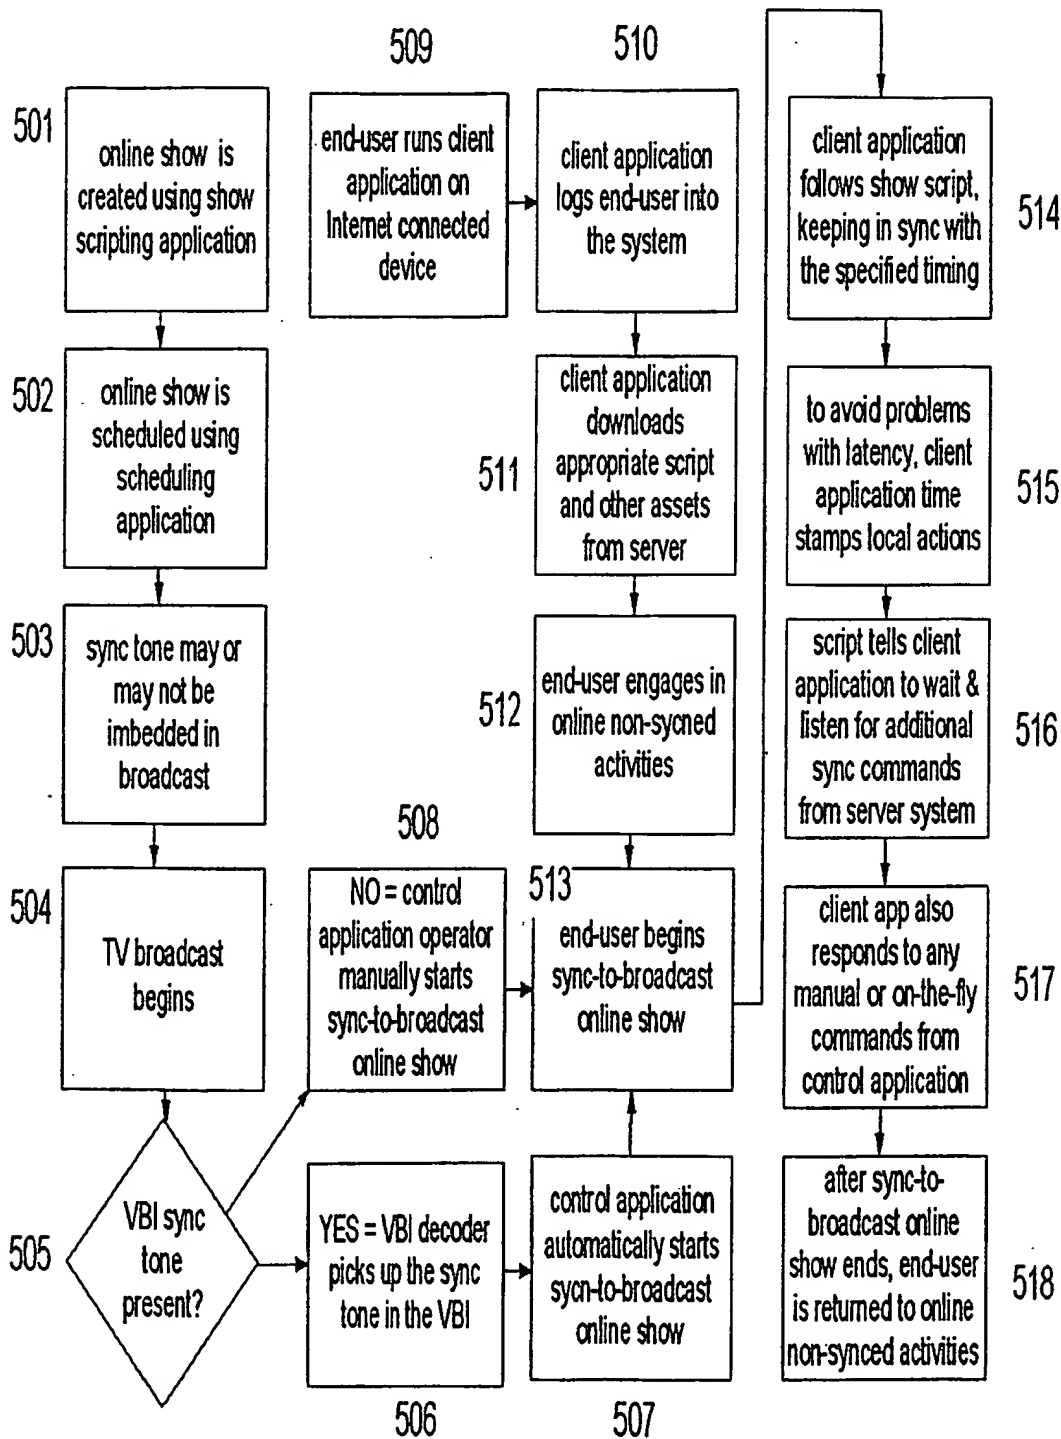 501
online show is
created using show
scripting application
502
online show is
scheduled using
scheduling
application
503
sync tone may or
may not be
imbedded in
broadcast
504
TV broadcast
begins
505
VBI sync
tone
present?
YES = VBI decoder
picks up the sync
tone in the VBI
506
control application
automatically starts
sycn-to-broadcast
online show
507
508
NO = control
application operator
manually starts
sync-to-broadcast
online show
509
end-user runs client
application on
Internet connected
device
510
client application
logs end-user into
the system
511
client application
downloads
appropriate script
and other assets
from server
512
end-user engages in
online non-sycned
activities
513
end-user begins
sync-to-broadcast
online show
client application
follows show script,
keeping in sync with
the specified timing
514
to avoid problems
with latency, client
application time
stamps local actions
515
script tells client
application to wait &
listen for additional
sync commands
from server system
516
client app also
responds to any
manual or on-the-fly
commands from
control application
517
after sync-to-
broadcast online
show ends, end-user
is returned to online
non-synced activities
518